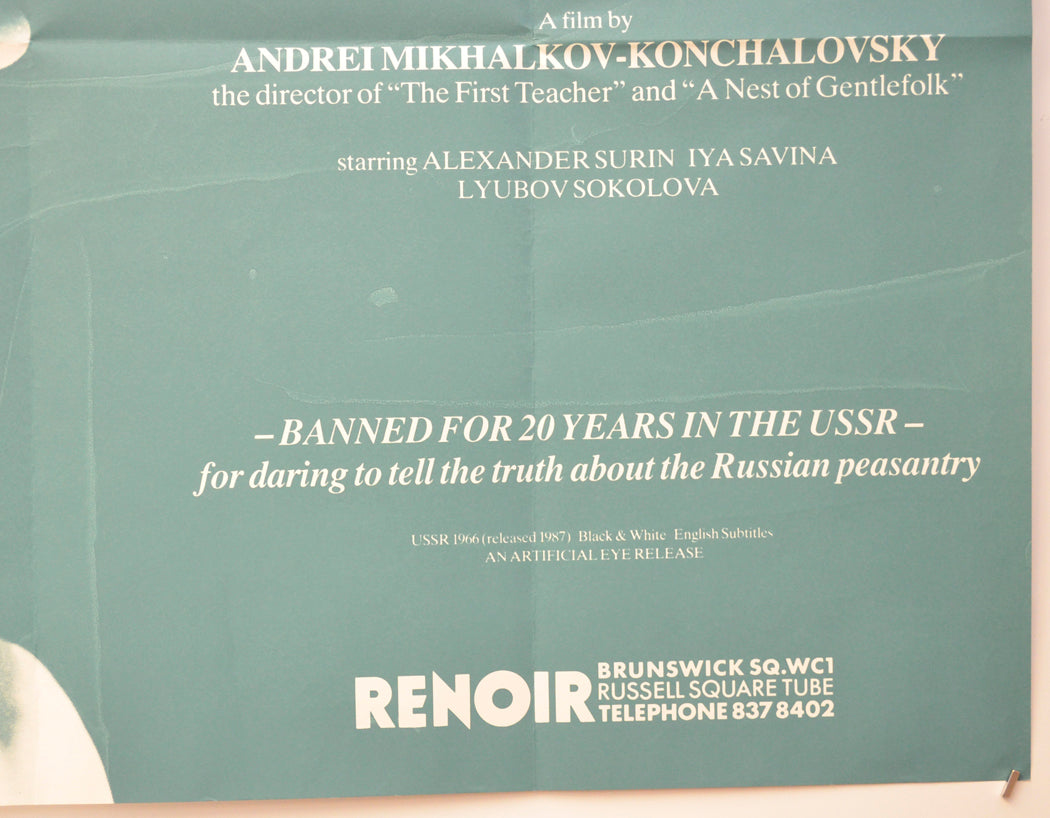 A film by
ANDREI MIKHALKOV-KONCHALOVSKY
the director of “The First Teacher” and “A Nest of Gentlefolk”
starring ALEXANDER SURIN IYA SAVINA
LYUBOV SOKOLOVA
– BANNED FOR 20 YEARS IN THE USSR –
for daring to tell the truth about the Russian peasantry
USSR 1966 (released 1987) Black & White English Subtitles
AN ARTIFICIAL EYE RELEASE
RENOIR
BRUNSWICK SQ.WC1
RUSSELL SQUARE TUBE
TELEPHONE 837 8402